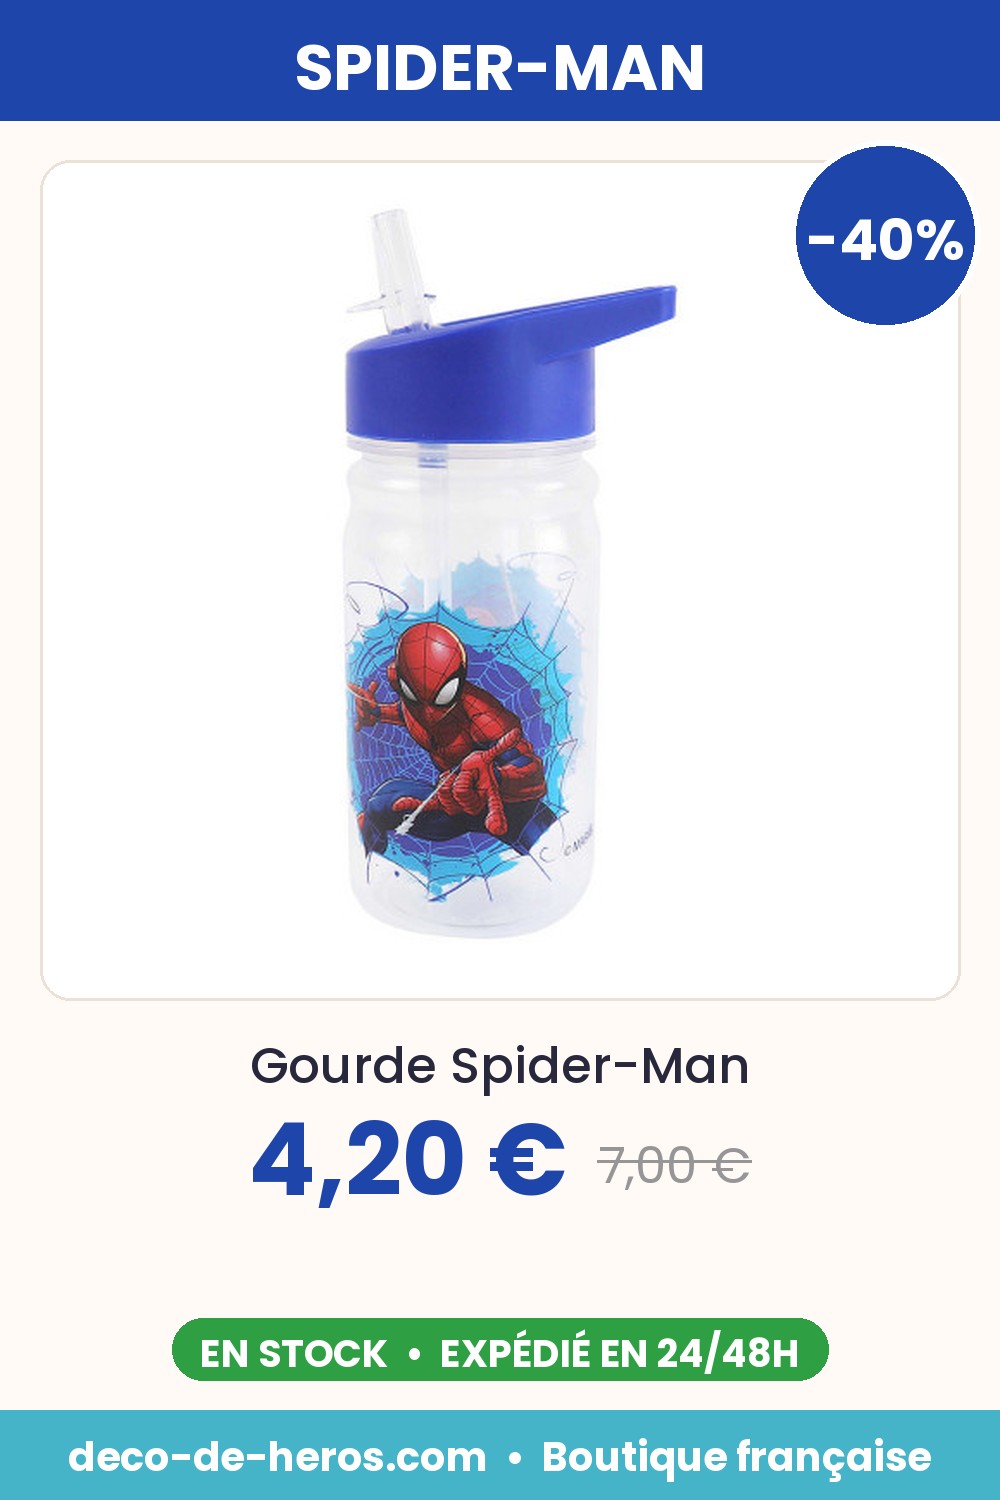 SPIDER-MAN
-40%
Gourde Spider-Man
4,20 € 7,00 €
EN STOCK • EXPÉDIÉ EN 24/48H
deco-de-heros.com • Boutique française